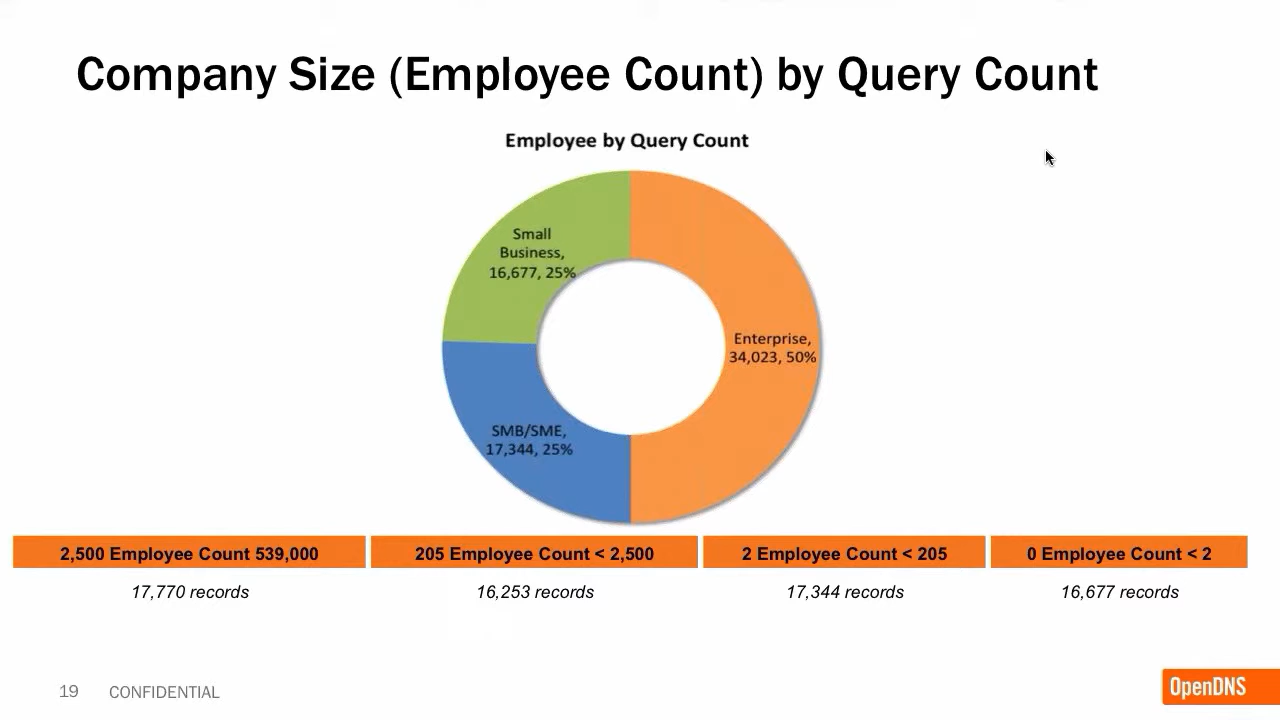 Company Size (Employee Count) by Query Count
Employee by Query Count
Small
Business,
16,677, 25%
Enterprise,
34,023, 50%
SMB/SME,
17,344, 25%
2,500 Employee Count 539,000
205 Employee Count < 2,500
2 Employee Count < 205
0 Employee Count < 2
17,770 records
16,253 records
17,344 records
16,677 records
19 CONFIDENTIAL
OpenDNS